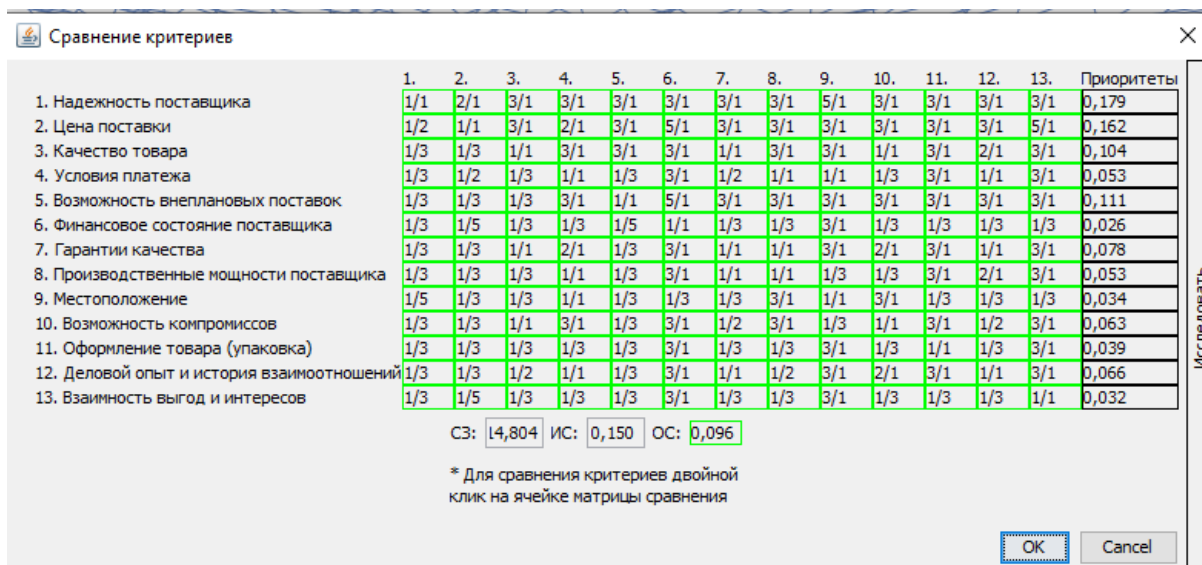 Сравнение критериев
1. 2. 3. 4. 5. 6. 7. 8. 9. 10. 11. 12. 13. Приоритеты
1. Надежность поставщика 1/1 2/1 3/1 3/1 3/1 3/1 3/1 3/1 5/1 3/1 3/1 3/1 3/1 0,179
2. Цена поставки 1/2 1/1 3/1 2/1 3/1 5/1 3/1 3/1 3/1 3/1 3/1 3/1 5/1 0,162
3. Качество товара 1/3 1/3 1/1 3/1 3/1 3/1 1/1 3/1 3/1 1/1 3/1 2/1 3/1 0,104
4. Условия платежа 1/3 1/2 1/3 1/1 1/3 3/1 1/2 1/1 1/1 1/3 3/1 1/1 3/1 0,053
5. Возможность внеплановых поставок 1/3 1/3 1/3 3/1 1/1 5/1 3/1 3/1 3/1 3/1 3/1 3/1 3/1 0,111
6. Финансовое состояние поставщика 1/3 1/5 1/3 1/3 1/5 1/1 1/3 1/3 3/1 1/3 1/3 1/3 1/3 0,026
7. Гарантии качества 1/3 1/3 1/1 2/1 1/3 3/1 1/1 1/1 3/1 2/1 3/1 1/1 3/1 0,078
8. Производственные мощности поставщика 1/3 1/3 1/3 1/1 1/3 3/1 1/1 1/1 1/3 1/3 3/1 2/1 3/1 0,053
9. Местоположение 1/5 1/3 1/3 1/1 1/3 1/3 1/3 3/1 1/1 3/1 1/3 1/3 1/3 0,034
10. Возможность компромиссов 1/3 1/3 1/1 3/1 1/3 3/1 1/2 3/1 1/3 1/1 3/1 1/2 3/1 0,063
11. Оформление товара (упаковка) 1/3 1/3 1/3 1/3 1/3 3/1 1/3 1/3 3/1 1/3 1/1 1/3 3/1 0,039
12. Деловой опыт и история взаимоотношений 1/3 1/3 1/2 1/1 1/3 3/1 1/1 1/2 3/1 2/1 3/1 1/1 3/1 0,066
13. Взаимность выгод и интересов 1/3 1/5 1/3 1/3 1/3 3/1 1/3 1/3 3/1 1/3 1/3 1/3 1/1 0,032
СЗ: 14,804 ИС: 0,150 ОС: 0,096
* Для сравнения критериев двойной
клик на ячейке матрицы сравнения
OK Cancel
Исследовать